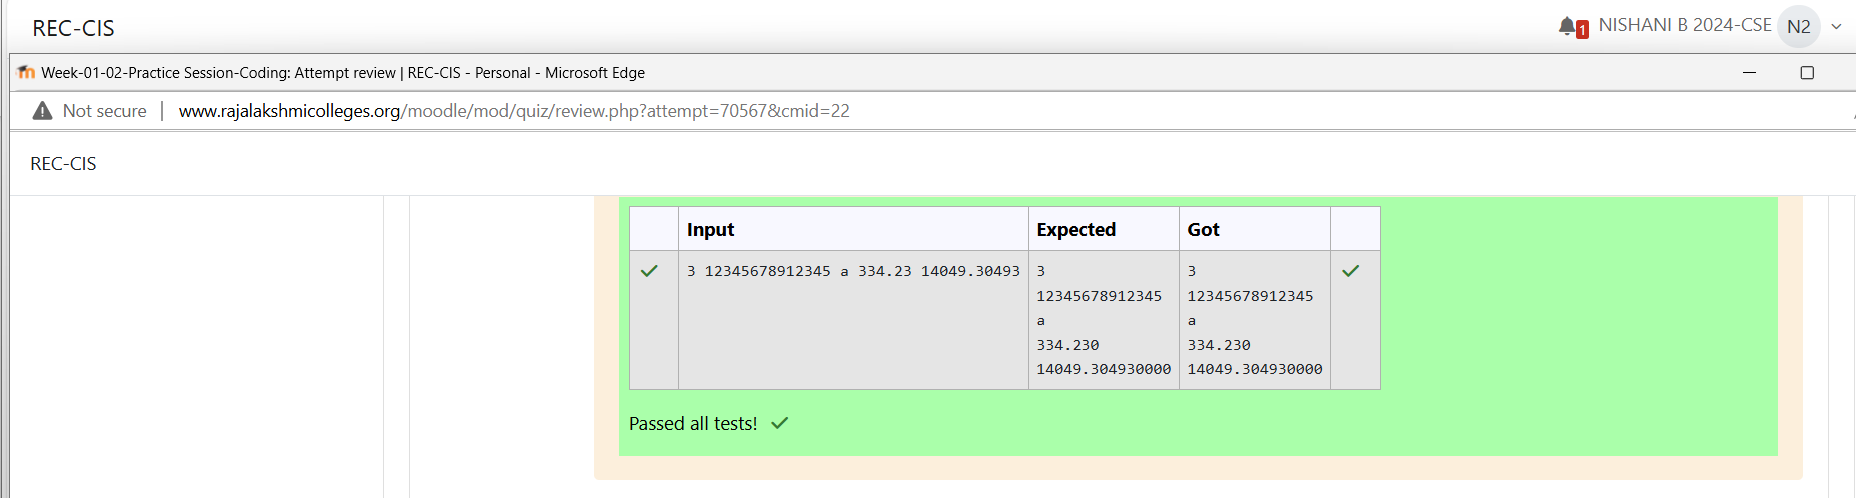 REC-CIS
1 NISHANI B 2024-CSE N2
Week-01-02-Practice Session-Coding: Attempt review | REC-CIS - Personal - Microsoft Edge
Not secure | www.rajalakshmicolleges.org/moodle/mod/quiz/review.php?attempt=70567&cmid=22
REC-CIS
Input Expected Got
3 12345678912345 a 334.23 14049.30493 3 3
12345678912345 12345678912345
a a
334.230 334.230
14049.304930000 14049.304930000
Passed all tests!